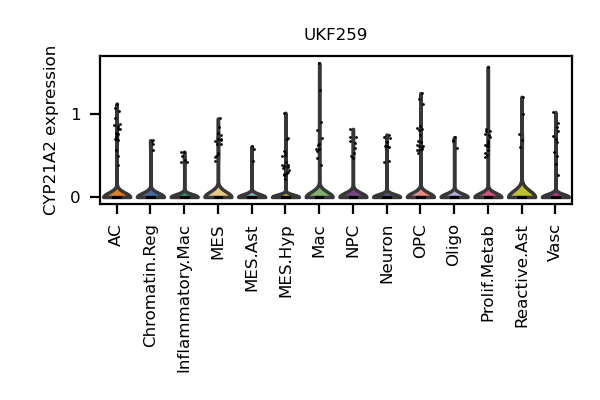 UKF259
CYP21A2 expression
1
0
AC
Chromatin.Reg
Inflammatory.Mac
MES
MES.Ast
MES.Hyp
Mac
NPC
Neuron
OPC
Oligo
Prolif.Metab
Reactive.Ast
Vasc